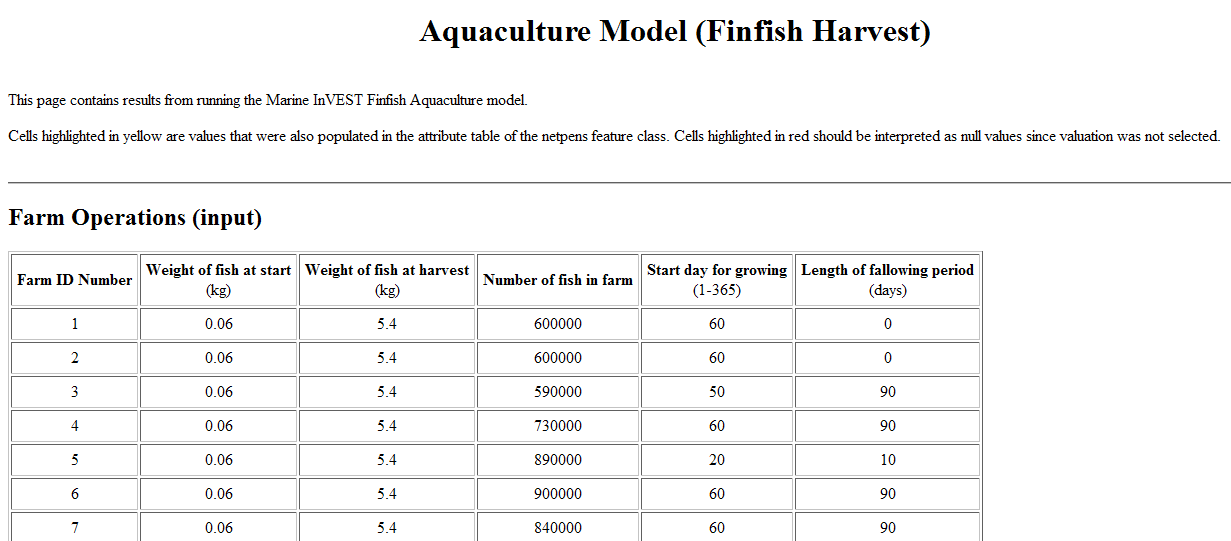 Aquaculture Model (Finfish Harvest)
This page contains results from running the Marine InVEST Finfish Aquaculture model.
Cells highlighted in yellow are values that were also populated in the attribute table of the netpens feature class. Cells highlighted in red should be interpreted as null values since valuation was not selected.
Farm Operations (input)
Farm ID Number Weight of fish at start (kg) Weight of fish at harvest (kg) Number of fish in farm Start day for growing (1-365) Length of fallowing period (days)
1 0.06 5.4 600000 60 0
2 0.06 5.4 600000 60 0
3 0.06 5.4 590000 50 90
4 0.06 5.4 730000 60 90
5 0.06 5.4 890000 20 10
6 0.06 5.4 900000 60 90
7 0.06 5.4 840000 60 90